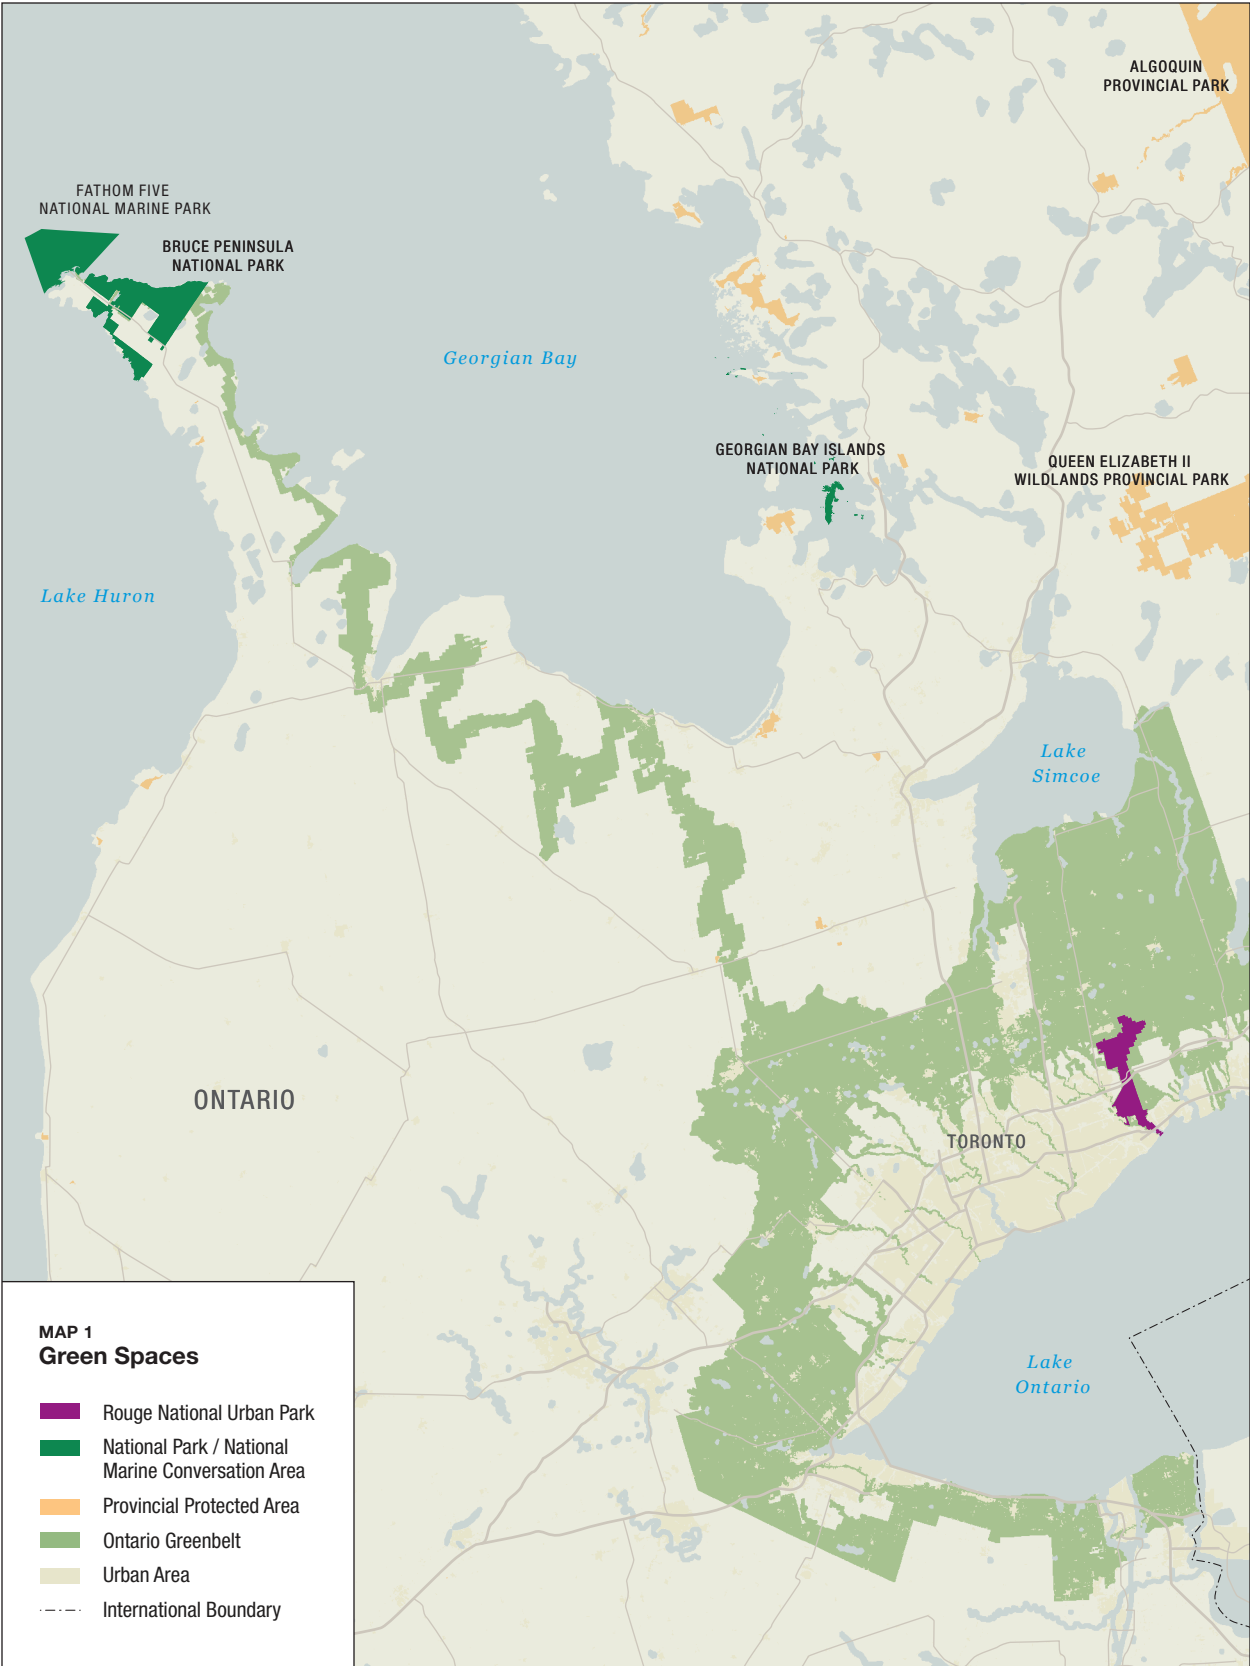 ALGOQUIN
PROVINCIAL PARK
FATHOM FIVE
NATIONAL MARINE PARK
BRUCE PENINSULA
NATIONAL PARK
Georgian Bay
GEORGIAN BAY ISLANDS
NATIONAL PARK
QUEEN ELIZABETH II
WILDLANDS PROVINCIAL PARK
Lake Huron
Lake
Simcoe
ONTARIO
TORONTO
Lake
Ontario
MAP 1
Green Spaces
Rouge National Urban Park
National Park / National
Marine Conversation Area
Provincial Protected Area
Ontario Greenbelt
Urban Area
International Boundary